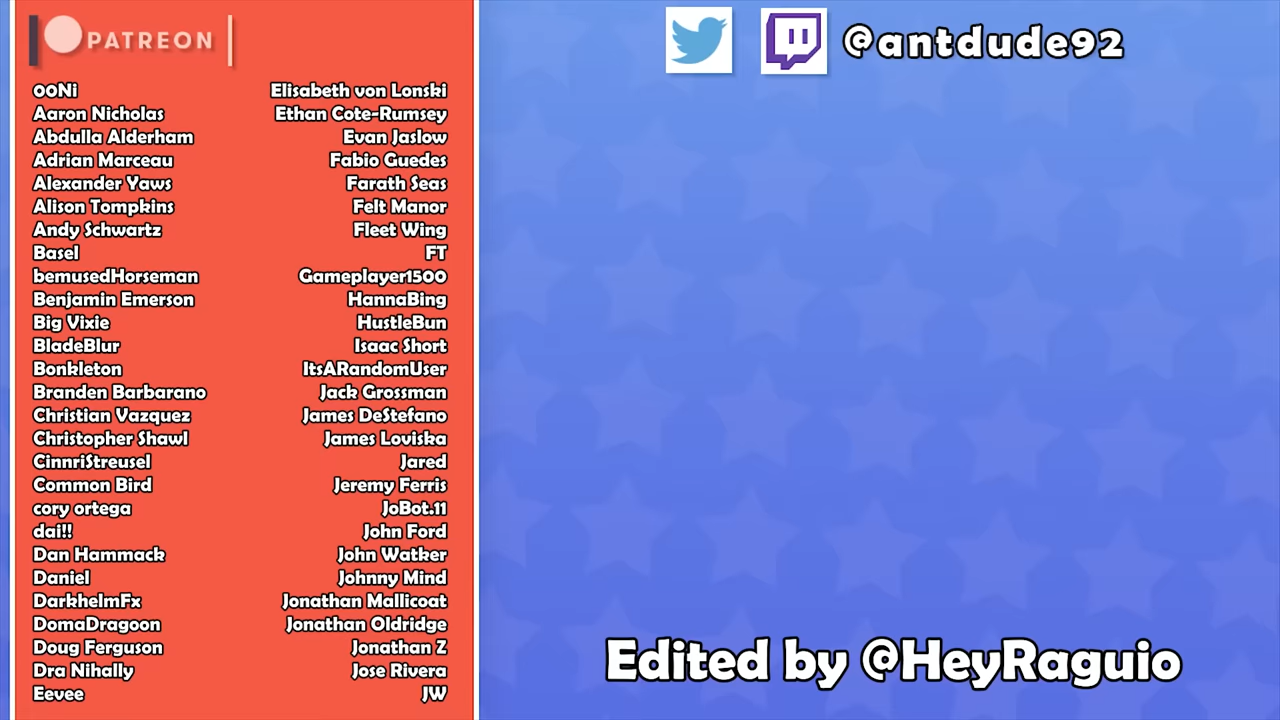 PATREON
00Ni
Aaron Nicholas
Abdulla Alderham
Adrian Marceau
Alexander Yaws
Alison Tompkins
Andy Schwartz
Basel
bemusedHorseman
Benjamin Emerson
Big Vixie
BladeBlur
Bonkleton
Branden Barbarano
Christian Vazquez
Christopher Shawl
CinnriStreusel
Common Bird
cory ortega
dai!!
Dan Hammack
Daniel
DarkhelmFx
DomaDragoon
Doug Ferguson
Dra Nihally
Eevee
Elisabeth von Lonski
Ethan Cote-Rumsey
Evan Jaslow
Fabio Guedes
Farath Seas
Felt Manor
Fleet Wing
FT
Gameplayer1500
HannaBing
HustleBun
Isaac Short
ItsARandomUser
Jack Grossman
James DeStefano
James Loviska
Jared
Jeremy Ferris
JoBot.11
John Ford
John Watker
Johnny Mind
Jonathan Mallicoat
Jonathan Oldridge
Jonathan Z
Jose Rivera
JW
@antdude92
Edited by @HeyRaguio